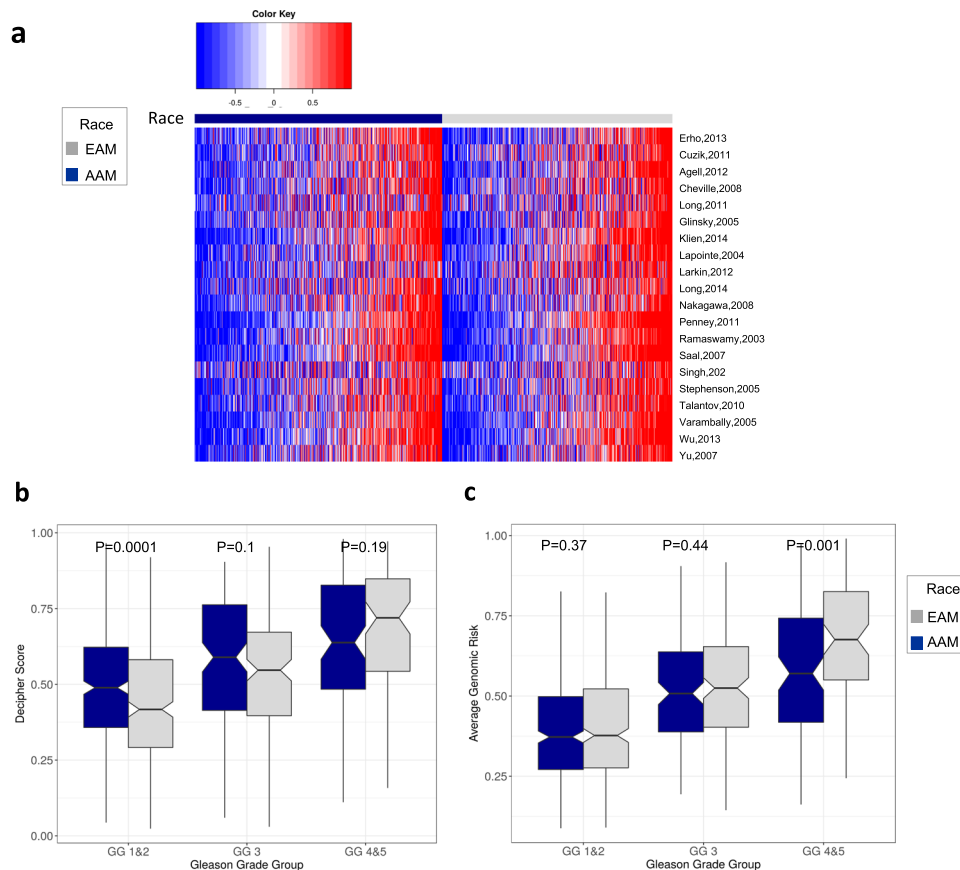 a
Color Key
-0.5 0 0.5
Race
Race
EAM
AAM
Erho,2013
Cuzik,2011
Agell,2012
Cheville,2008
Long,2011
Glinsky,2005
Klien,2014
Lapointe,2004
Larkin,2012
Long,2014
Nakagawa,2008
Penney,2011
Ramaswamy,2003
Saal,2007
Singh,202
Stephenson,2005
Talantov,2010
Varambally,2005
Wu,2013
Yu,2007
b
1.00
0.75
0.50
0.25
0.00
Decipher Score
P=0.0001 P=0.1 P=0.19
GG 1&2 GG 3 GG 4&5
Gleason Grade Group
c
1.00
0.75
0.50
0.25
Average Genomic Risk
P=0.37 P=0.44 P=0.001
GG 1&2 GG 3 GG 4&5
Gleason Grade Group
Race
EAM
AAM